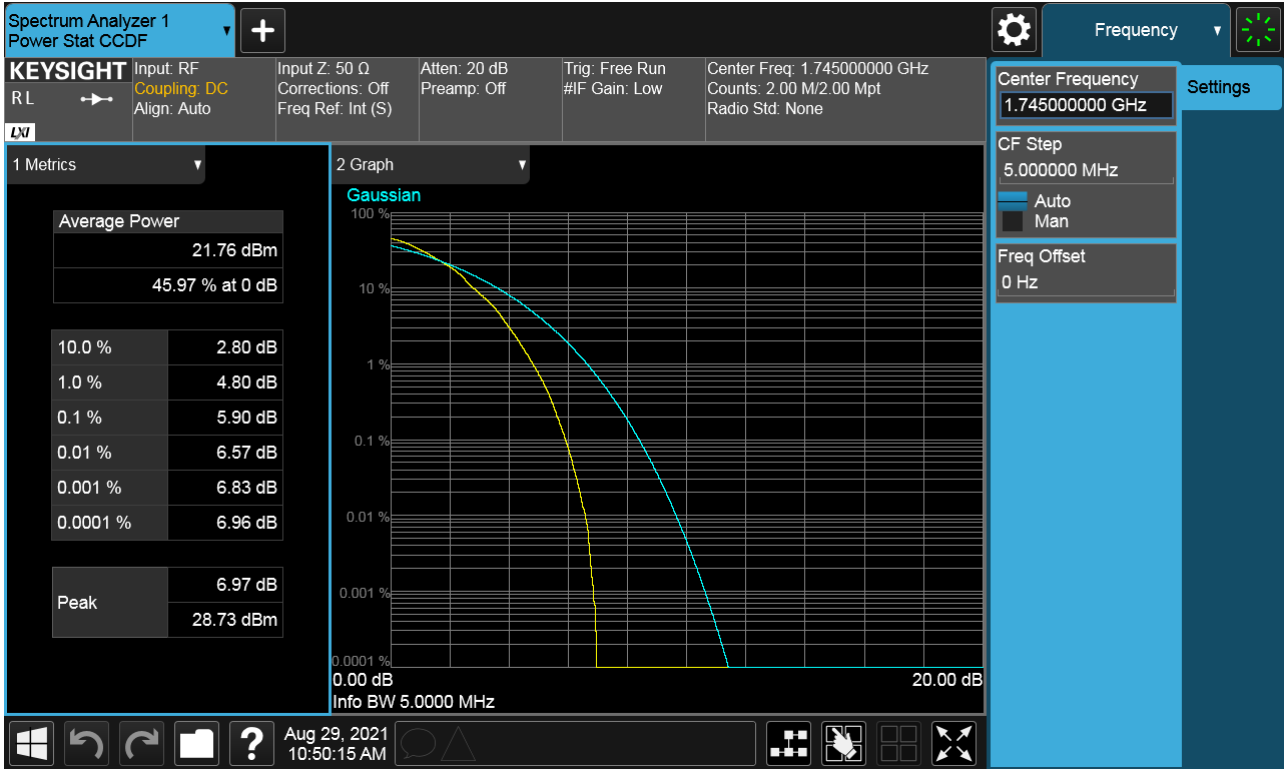 Spectrum Analyzer 1
Power Stat CCDF
Frequency
KEYSIGHT
R L
LXI
Input: RF
Coupling: DC
Align: Auto
Input Z: 50 Ω
Corrections: Off
Freq Ref: Int (S)
Atten: 20 dB
Preamp: Off
Trig: Free Run
#IF Gain: Low
Center Freq: 1.745000000 GHz
Counts: 2.00 M/2.00 Mpt
Radio Std: None
Center Frequency
1.745000000 GHz
Settings
CF Step
5.000000 MHz
Auto
Man
Freq Offset
0 Hz
1 Metrics
Average Power
21.76 dBm
45.97 % at 0 dB
10.0 % 2.80 dB
1.0 % 4.80 dB
0.1 % 5.90 dB
0.01 % 6.57 dB
0.001 % 6.83 dB
0.0001 % 6.96 dB
Peak
6.97 dB
28.73 dBm
2 Graph
Gaussian
100 %
10 %
1 %
0.1 %
0.01 %
0.001 %
0.0001 %
0.00 dB 20.00 dB
Info BW 5.0000 MHz
?
Aug 29, 2021
10:50:15 AM